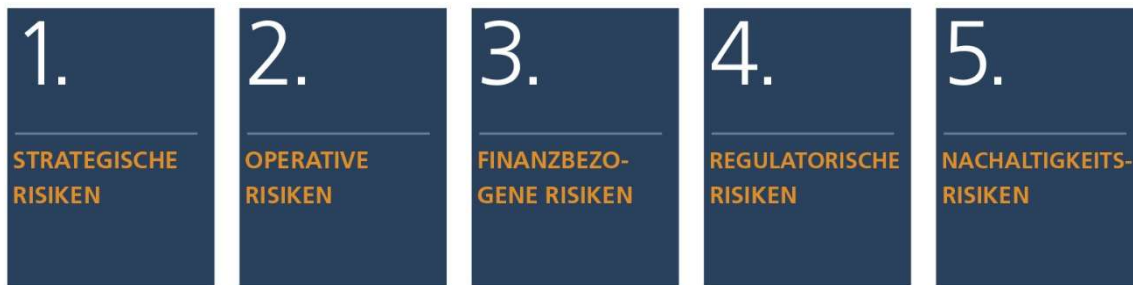 1.
STRATEGISCHE
RISIKEN
2.
OPERATIVE
RISIKEN
3.
FINANZBEZO-
GENE RISIKEN
4.
REGULATORISCHE
RISIKEN
5.
NACHALTIGKEITS-
RISIKEN